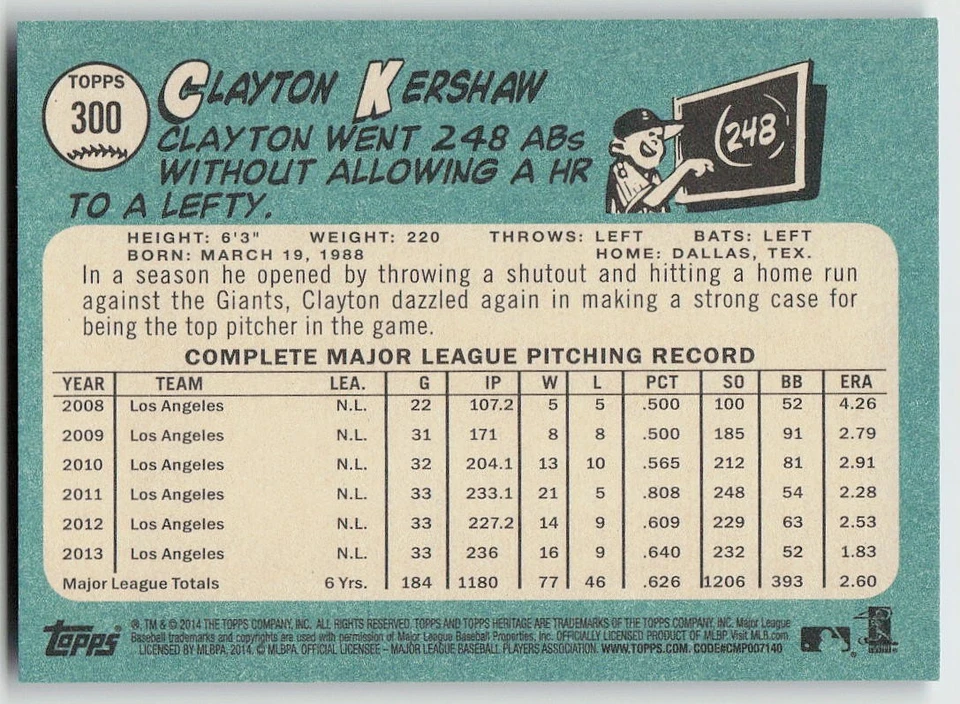 TOPPS
300
CLAYTON KERSHAW
CLAYTON WENT 248 ABs
WITHOUT ALLOWING A HR
TO A LEFTY.
248
HEIGHT: 6'3" WEIGHT: 220 THROWS: LEFT BATS: LEFT
BORN: MARCH 19, 1988 HOME: DALLAS, TEX.
In a season he opened by throwing a shutout and hitting a home run
against the Giants, Clayton dazzled again in making a strong case for
being the top pitcher in the game.
COMPLETE MAJOR LEAGUE PITCHING RECORD
YEAR TEAM LEA. G IP W L PCT SO BB ERA
2008 Los Angeles N.L. 22 107.2 5 5 .500 100 52 4.26
2009 Los Angeles N.L. 31 171 8 8 .500 185 91 2.79
2010 Los Angeles N.L. 32 204.1 13 10 .565 212 81 2.91
2011 Los Angeles N.L. 33 233.1 21 5 .808 248 54 2.28
2012 Los Angeles N.L. 33 227.2 14 9 .609 229 63 2.53
2013 Los Angeles N.L. 33 236 16 9 .640 232 52 1.83
Major League Totals 6 Yrs. 184 1180 77 46 .626 1206 393 2.60
topps
®, TM & © 2014 THE TOPPS COMPANY, INC. ALL RIGHTS RESERVED. TOPPS AND TOPPS HERITAGE ARE TRADEMARKS OF THE TOPPS COMPANY, INC. Major League
Baseball trademarks and copyrights are used with permission of Major League Baseball Properties, Inc. OFFICIALLY LICENSED PRODUCT OF MLBP. Visit MLB.com.
LICENSED BY MLBPA, 2014. © MLBPA. OFFICIAL LICENSEE – MAJOR LEAGUE BASEBALL PLAYERS ASSOCIATION. WWW.TOPPS.COM. CODE#CMP007140